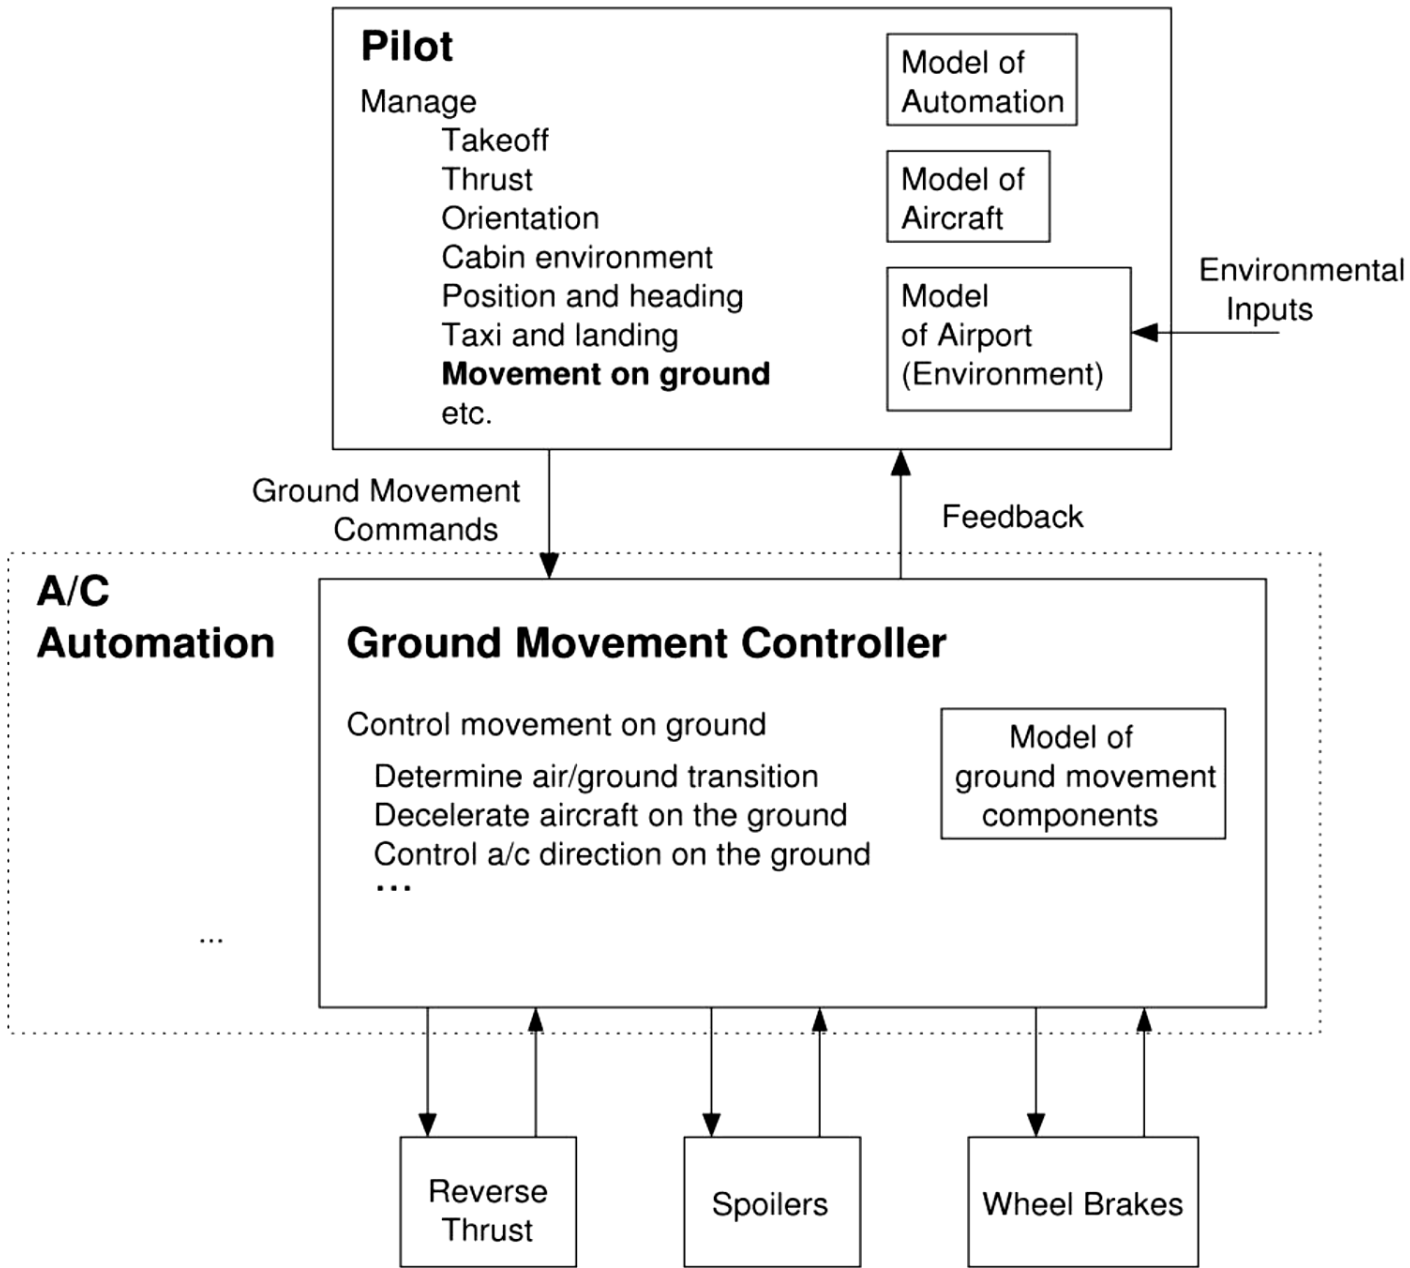 Pilot
Manage
Takeoff
Thrust
Orientation
Cabin environment
Position and heading
Taxi and landing
Movement on ground
etc.
Model of
Automation
Model of
Aircraft
Model
of Airport
(Environment)
Environmental
Inputs
Ground Movement
Commands
Feedback
A/C
Automation
...
Ground Movement Controller
Control movement on ground
Determine air/ground transition
Decelerate aircraft on the ground
Control a/c direction on the ground
...
Model of
ground movement
components
Reverse
Thrust
Spoilers
Wheel Brakes